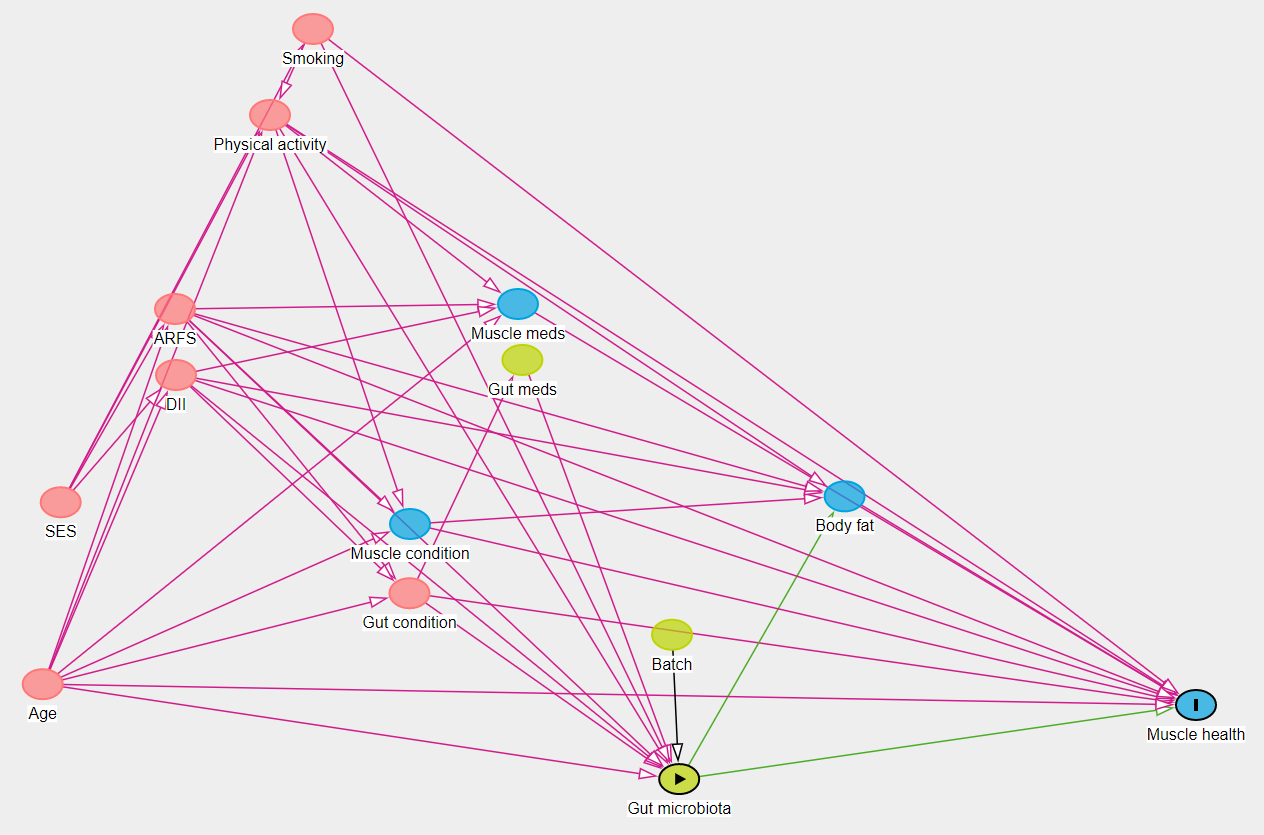 Smoking
Physical activity
ARFS
Muscle meds
Gut meds
DII
SES
Body fat
Muscle condition
Gut condition
Batch
Age
Muscle health
Gut microbiota